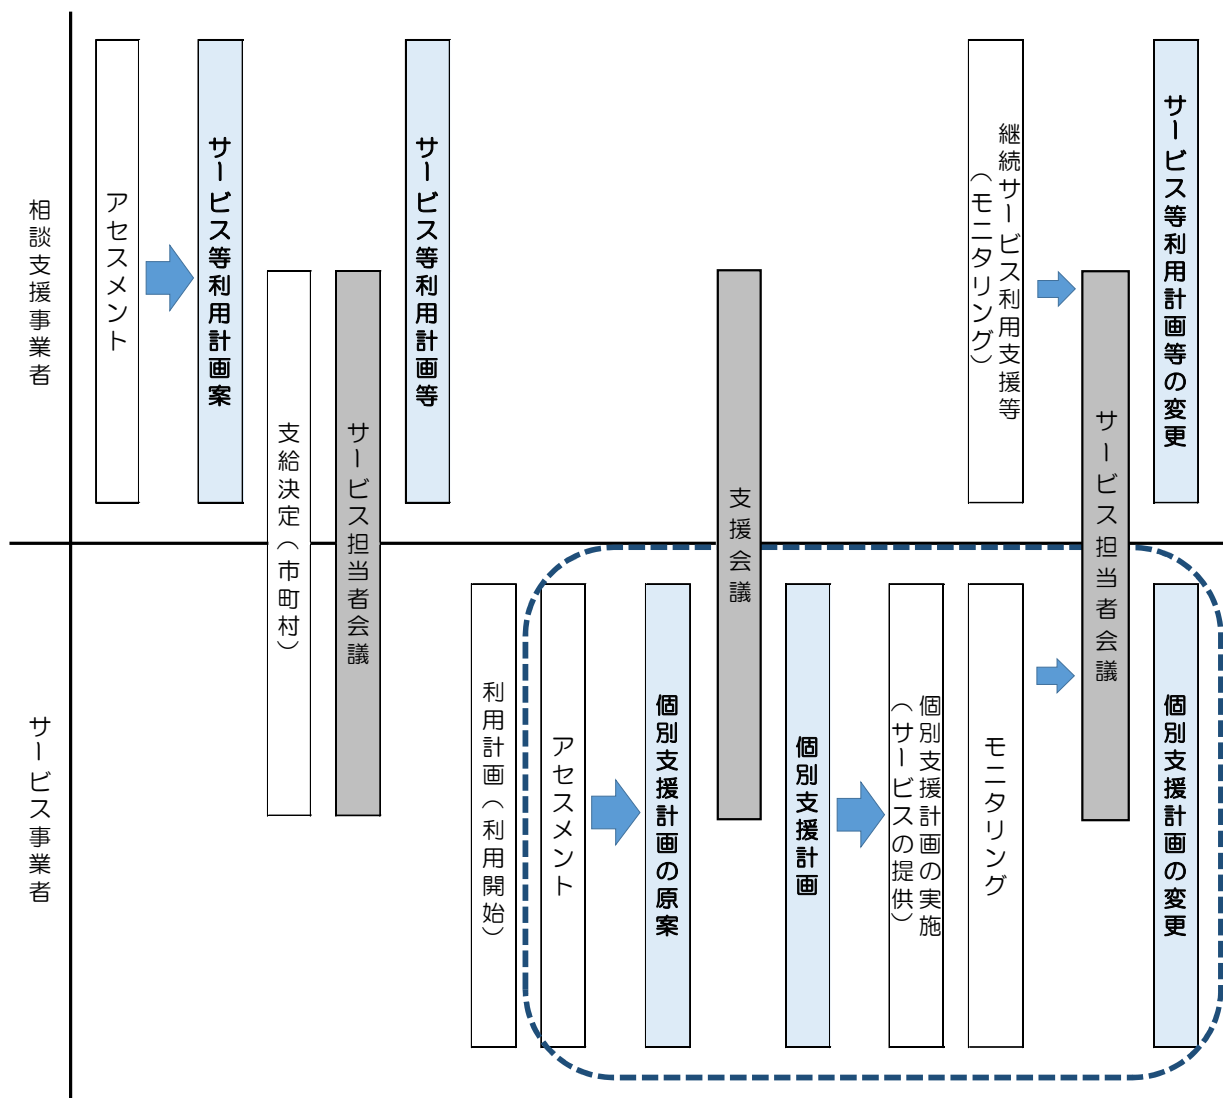 相談支援事業者
アセスメント
サービス等利用計画案
支給決定（市町村）
サービス担当者会議
サービス等利用計画等
支援会議
継続サービス利用支援等
（モニタリング）
サービス担当者会議
サービス等利用計画等の変更
サービス事業者
利用計画（利用開始）
アセスメント
個別支援計画の原案
個別支援計画
個別支援計画の実施
（サービスの提供）
モニタリング
個別支援計画の変更